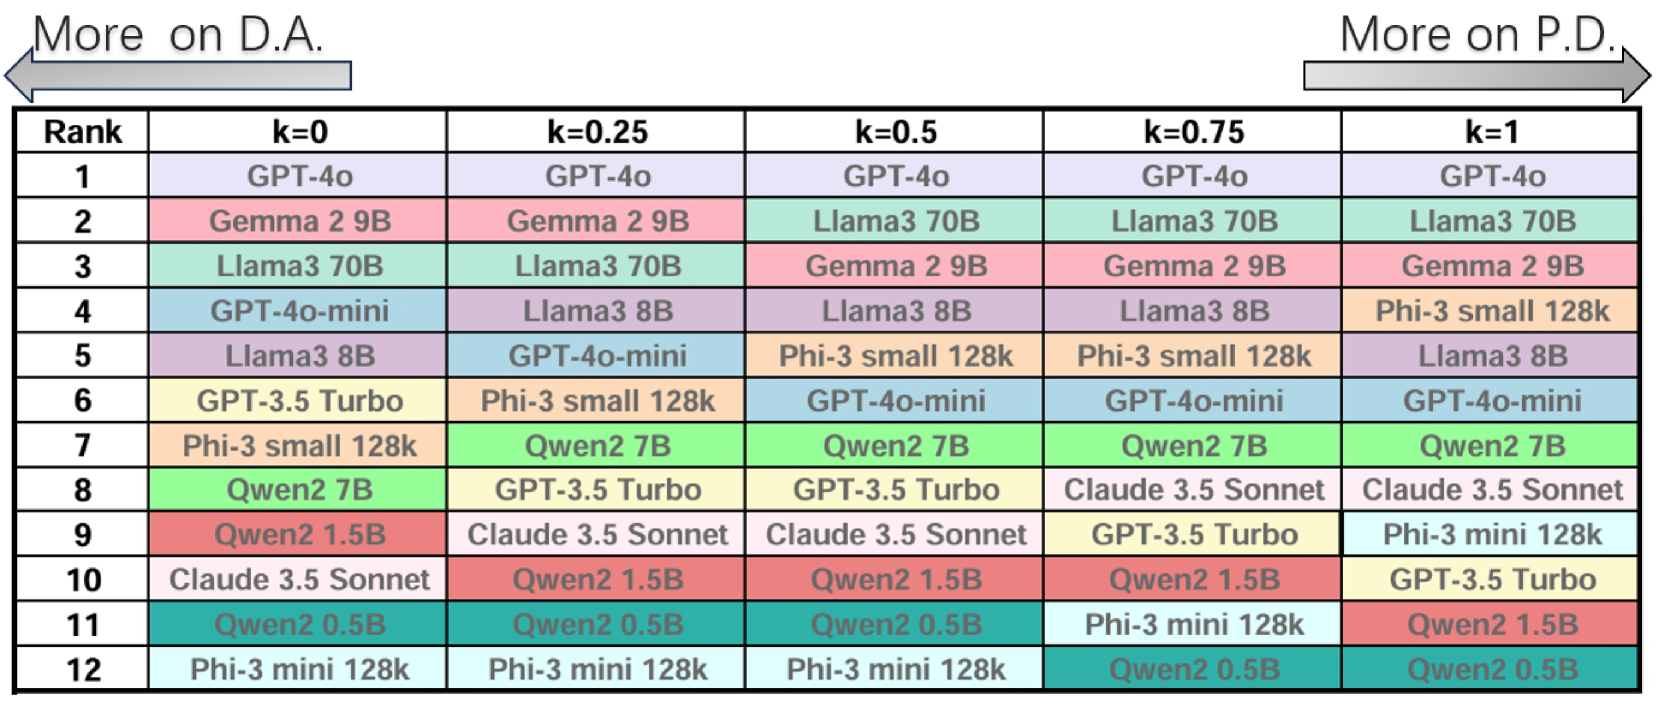 More on D.A. More on P.D.
Rank k=0 k=0.25 k=0.5 k=0.75 k=1
1 GPT-4o GPT-4o GPT-4o GPT-4o GPT-4o
2 Gemma 2 9B Gemma 2 9B Llama3 70B Llama3 70B Llama3 70B
3 Llama3 70B Llama3 70B Gemma 2 9B Gemma 2 9B Gemma 2 9B
4 GPT-4o-mini Llama3 8B Llama3 8B Llama3 8B Phi-3 small 128k
5 Llama3 8B GPT-4o-mini Phi-3 small 128k Phi-3 small 128k Llama3 8B
6 GPT-3.5 Turbo Phi-3 small 128k GPT-4o-mini GPT-4o-mini GPT-4o-mini
7 Phi-3 small 128k Qwen2 7B Qwen2 7B Qwen2 7B Qwen2 7B
8 Qwen2 7B GPT-3.5 Turbo GPT-3.5 Turbo Claude 3.5 Sonnet Claude 3.5 Sonnet
9 Qwen2 1.5B Claude 3.5 Sonnet Claude 3.5 Sonnet GPT-3.5 Turbo Phi-3 mini 128k
10 Claude 3.5 Sonnet Qwen2 1.5B Qwen2 1.5B Qwen2 1.5B GPT-3.5 Turbo
11 Qwen2 0.5B Qwen2 0.5B Qwen2 0.5B Phi-3 mini 128k Qwen2 1.5B
12 Phi-3 mini 128k Phi-3 mini 128k Phi-3 mini 128k Qwen2 0.5B Qwen2 0.5B